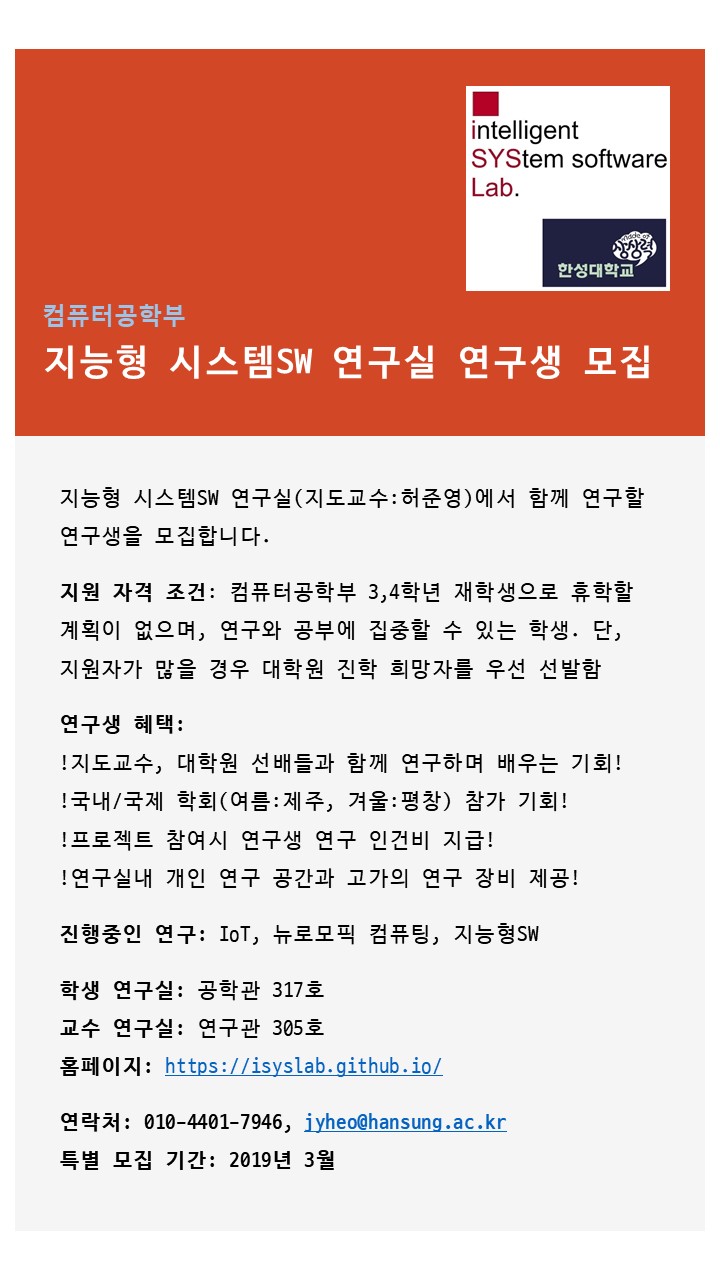 intelligent
SYStem software
Lab.
made of
상상력
한성대학교
컴퓨터공학부
지능형 시스템SW 연구실 연구생 모집
지능형 시스템SW 연구실(지도교수:허준영)에서 함께 연구할
연구생을 모집합니다.
지원 자격 조건: 컴퓨터공학부 3,4학년 재학생으로 휴학할
계획이 없으며, 연구와 공부에 집중할 수 있는 학생. 단,
지원자가 많을 경우 대학원 진학 희망자를 우선 선발함
연구생 혜택:
!지도교수, 대학원 선배들과 함께 연구하며 배우는 기회!
!국내/국제 학회(여름:제주, 겨울:평창) 참가 기회!
!프로젝트 참여시 연구생 연구 인건비 지급!
!연구실내 개인 연구 공간과 고가의 연구 장비 제공!
진행중인 연구: IoT, 뉴로모픽 컴퓨팅, 지능형SW
학생 연구실: 공학관 317호
교수 연구실: 연구관 305호
홈페이지: https://isyslab.github.io/
연락처: 010-4401-7946, jyheo@hansung.ac.kr
특별 모집 기간: 2019년 3월